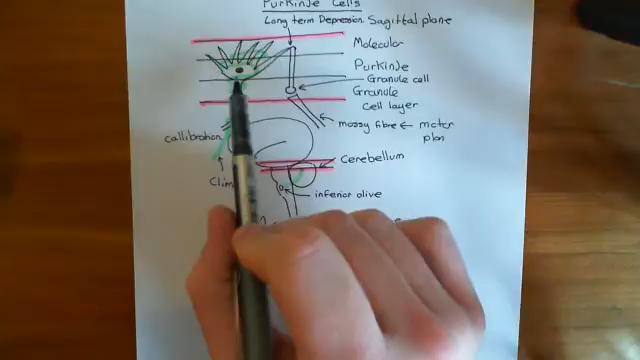 Purkinje Cells
Long term Depression
Sagittal plane
Molecular
Purkinje
Granule cell
Granule
cell layer
mossy fibre ← motor
plan
callibration
Cerebellum
inferior olive